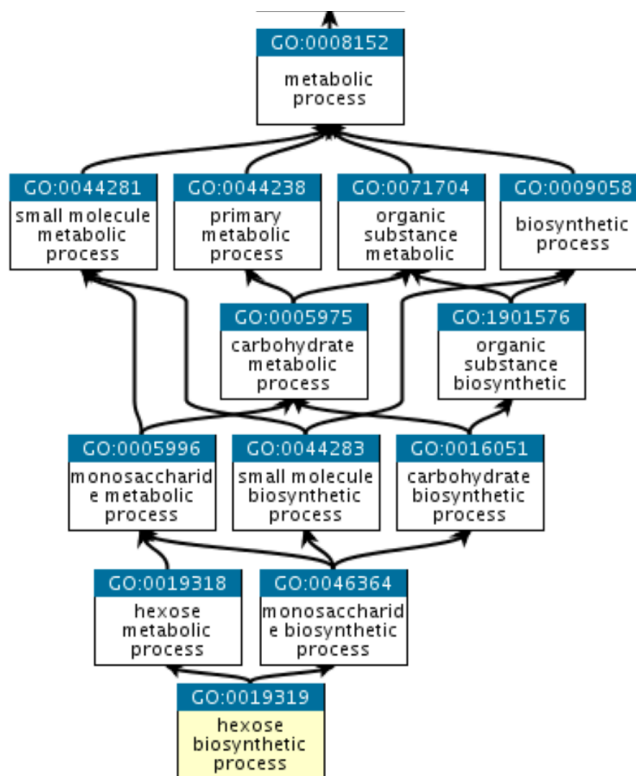 GO:0008152
metabolic
process
GO:0044281
small molecule
metabolic
process
GO:0044238
primary
metabolic
process
GO:0071704
organic
substance
metabolic
GO:0009058
biosynthetic
process
GO:0005975
carbohydrate
metabolic
process
GO:1901576
organic
substance
biosynthetic
GO:0005996
monosaccharid
e metabolic
process
GO:0044283
small molecule
biosynthetic
process
GO:0016051
carbohydrate
biosynthetic
process
GO:0019318
hexose
metabolic
process
GO:0046364
monosaccharid
e biosynthetic
process
GO:0019319
hexose
biosynthetic
process